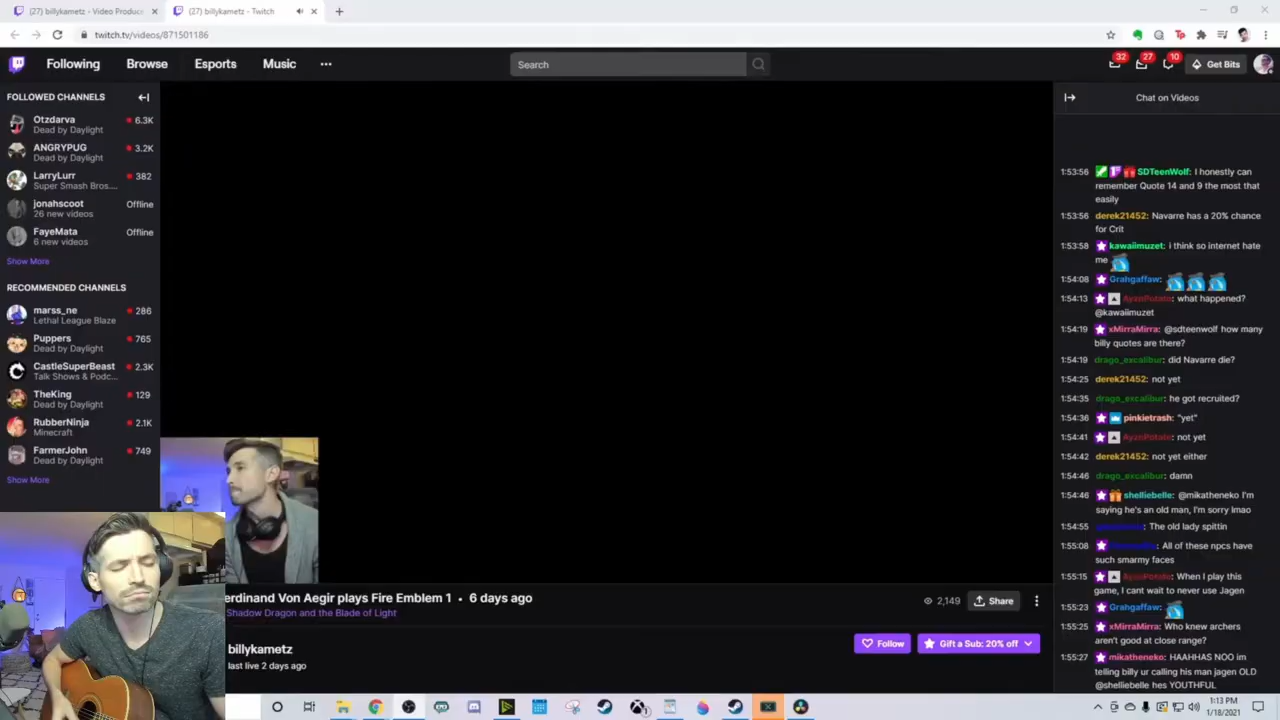 (27) billykametz - Video Produce
(27) billykametz - Twitch
twitch.tv/videos/871501186
Following
Browse
Esports
Music
Search
32
27
10
Get Bits
FOLLOWED CHANNELS
Otzdarva
6.3K
Dead by Daylight
ANGRYPUG
3.2K
Dead by Daylight
LarryLurr
382
Super Smash Bros....
jonahscoot
Offline
26 new videos
FayeMata
Offline
6 new videos
Show More
RECOMMENDED CHANNELS
marss_ne
286
Lethal League Blaze
Puppers
765
Dead by Daylight
CastleSuperBeast
2.3K
Talk Shows & Podc...
TheKing
129
Dead by Daylight
RubberNinja
2.1K
Minecraft
FarmerJohn
749
Dead by Daylight
Show More
erdinand Von Aegir plays Fire Emblem 1 • 6 days ago
Shadow Dragon and the Blade of Light
2,149
Share
billykametz
last live 2 days ago
Follow
Gift a Sub: 20% off
Chat on Videos
1:53:56 SDTeenWolf: I honestly can
remember Quote 14 and 9 the most that
easily
1:53:56 derek21452: Navarre has a 20% chance
for Crit
1:53:58 kawaiimuzet: i think so internet hate
me
1:54:08 Grahgaffaw:
1:54:13 AyznPotato: what happened?
@kawaiimuzet
1:54:19 xMirraMirra: @sdteenwolf how many
billy quotes are there?
1:54:19 drago_excalibur: did Navarre die?
1:54:25 derek21452: not yet
1:54:35 drago_excalibur: he got recruited?
1:54:36 pinkietrash: "yet"
1:54:41 AyznPotato: not yet
1:54:42 derek21452: not yet either
1:54:46 drago_excalibur: damn
1:54:46 shelliebelle: @mikatheneko I'm
saying he's an old man, I'm sorry lmao
1:54:55 The old lady spittin
1:55:08 All of these npcs have
such smarmy faces
1:55:15 AyznPotato: When I play this
game, I cant wait to never use Jagen
1:55:23 Grahgaffaw:
1:55:25 xMirraMirra: Who knew archers
aren't good at close range?
1:55:27 mikatheneko: HAAHHAS NOO im
telling billy ur calling his man jagen OLD
@shelliebelle hes YOUTHFUL
1:13 PM
1/18/2021